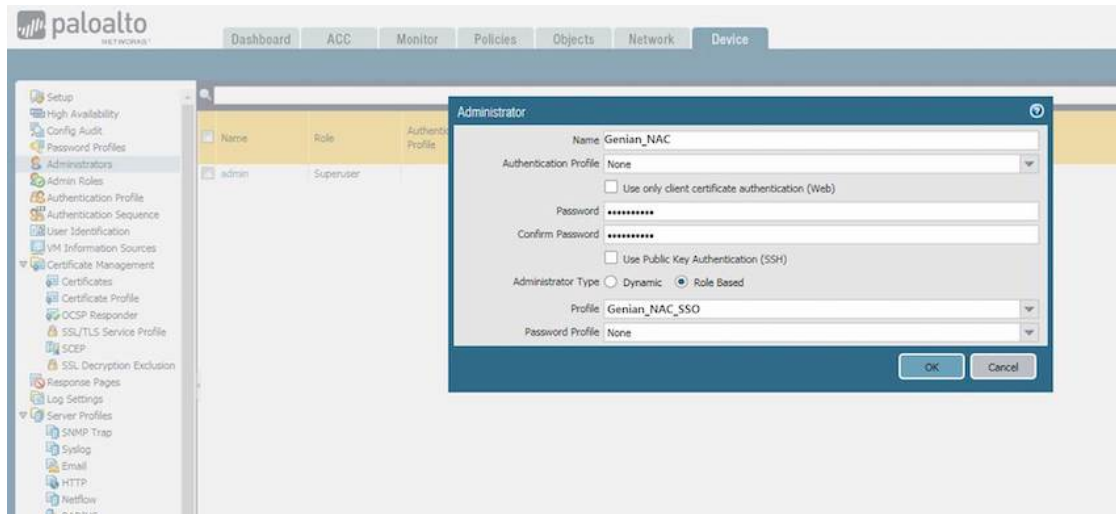 paloalto
NETWORKS
Dashboard ACC Monitor Policies Objects Network Device
Setup
High Availability
Config Audit
Password Profiles
Administrators
Admin Roles
Authentication Profile
Authentication Sequence
User Identification
VM Information Sources
Certificate Management
Certificates
Certificate Profile
OCSP Responder
SSL/TLS Service Profile
SCEP
SSL Decryption Exclusion
Response Pages
Log Settings
Server Profiles
SNMP Trap
Syslog
Email
HTTP
Netflow
Name Role Profile
admin Superuser
Administrator
Name Genian_NAC
Authentication Profile None
Use only client certificate authentication (Web)
Password ••••••••••
Confirm Password ••••••••••
Use Public Key Authentication (SSH)
Administrator Type Dynamic Role Based
Profile Genian_NAC_SSO
Password Profile None
OK Cancel